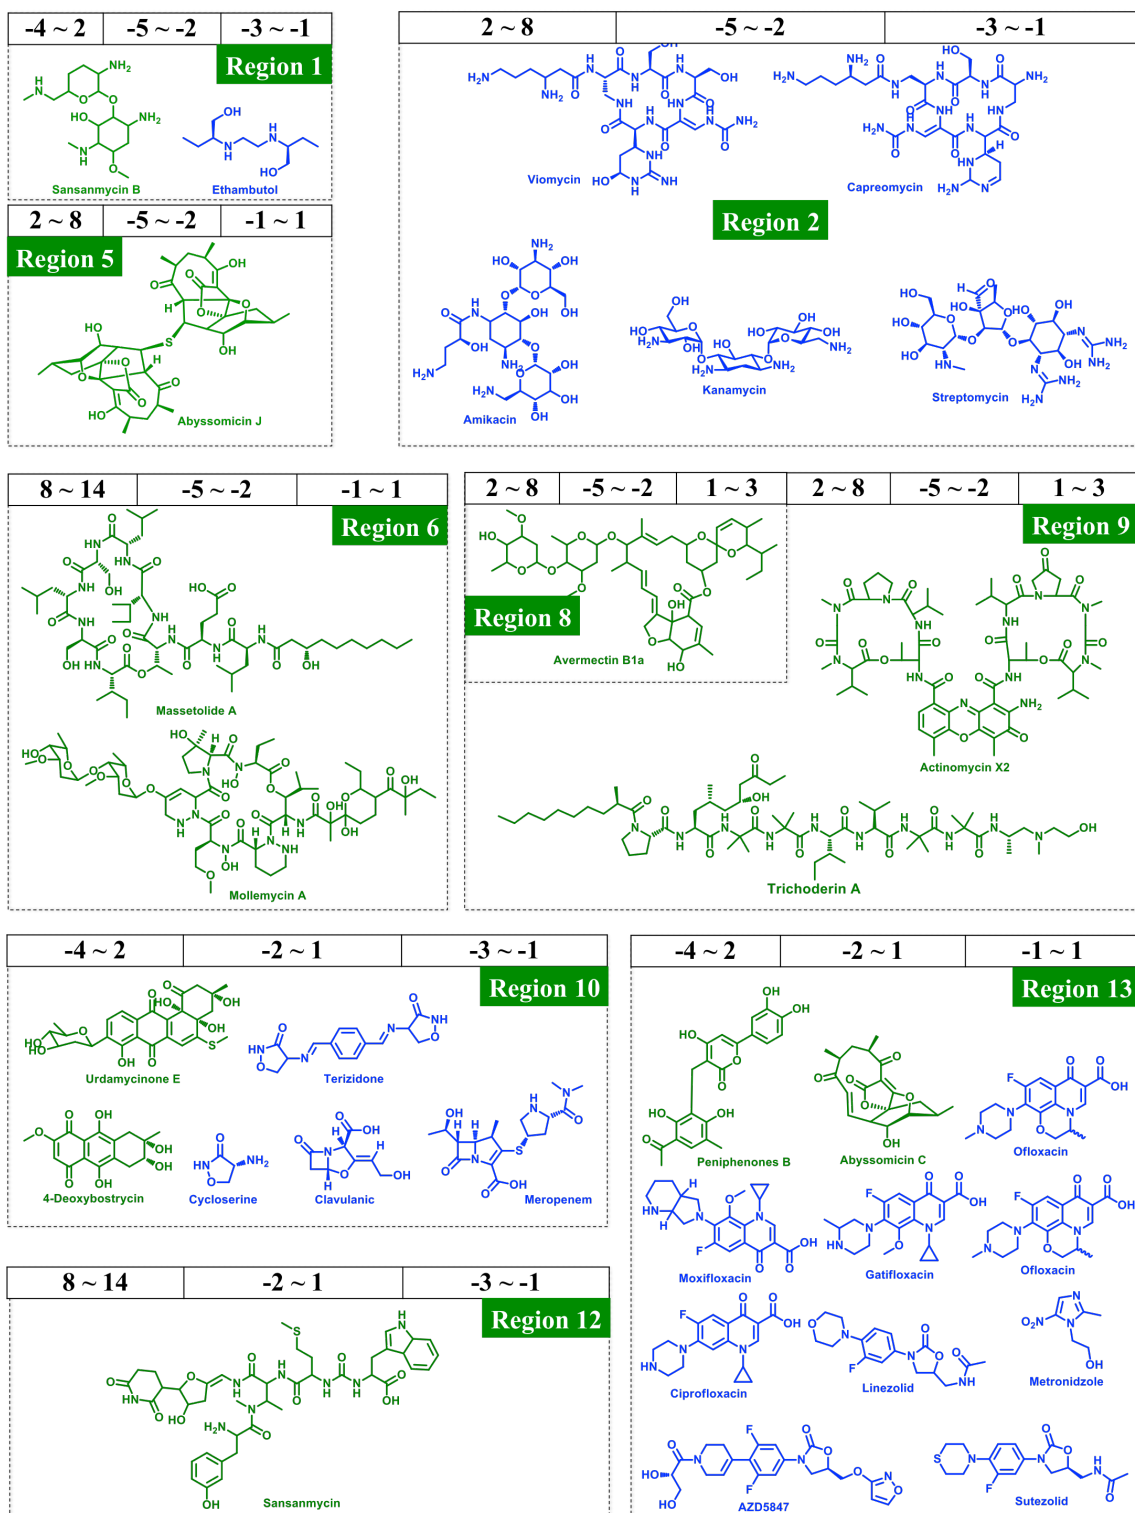 -4 ~ 2 -5 ~ -2 -3 ~ -1
Region 1
Sansanmycin B
Ethambutol
2 ~ 8 -5 ~ -2 -3 ~ -1
Viomycin
Capreomycin
Region 2
Amikacin
Kanamycin
Streptomycin
2 ~ 8 -5 ~ -2 -1 ~ 1
Region 5
Abyssomicin J
8 ~ 14 -5 ~ -2 -1 ~ 1
Region 6
Massetolide A
Mollemycin A
2 ~ 8 -5 ~ -2 1 ~ 3
Region 8
Avermectin B1a
2 ~ 8 -5 ~ -2 1 ~ 3
Region 9
Actinomycin X2
Trichoderin A
-4 ~ 2 -2 ~ 1 -3 ~ -1
Region 10
Urdamycinone E
Terizidone
4-Deoxybostrycin
Cycloserine
Clavulanic
Meropenem
8 ~ 14 -2 ~ 1 -3 ~ -1
Region 12
Sansanmycin
-4 ~ 2 -2 ~ 1 -1 ~ 1
Region 13
Peniphenones B
Abyssomicin C
Ofloxacin
Moxifloxacin
Gatifloxacin
Ofloxacin
Ciprofloxacin
Linezolid
Metronidzole
AZD5847
Sutezolid